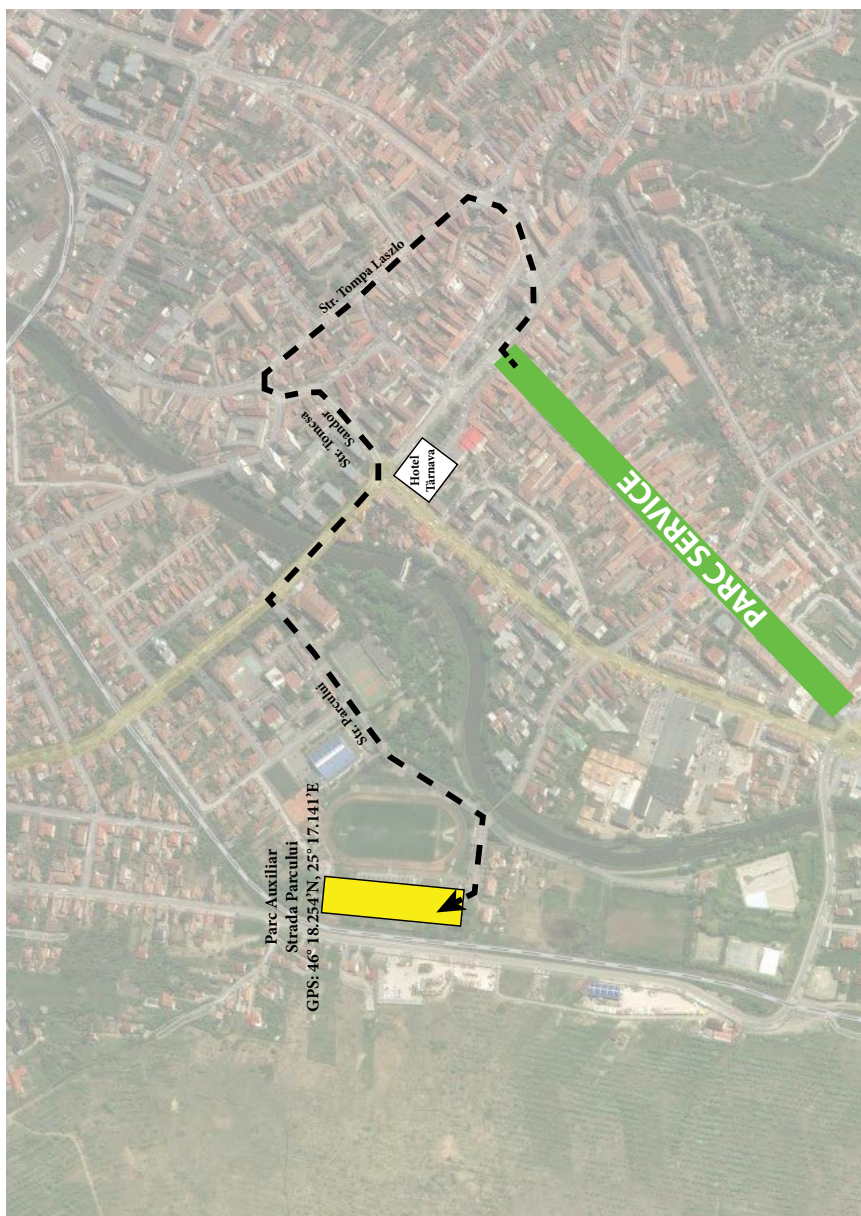 Parc Auxiliar
Strada Parcului
GPS: 46° 18.254'N, 25° 17.141'E
Str. Parcului
Hotel
Târnava
Str. Tomcsa
Sandor
Str. Tompa Laszlo
PARC SERVICE